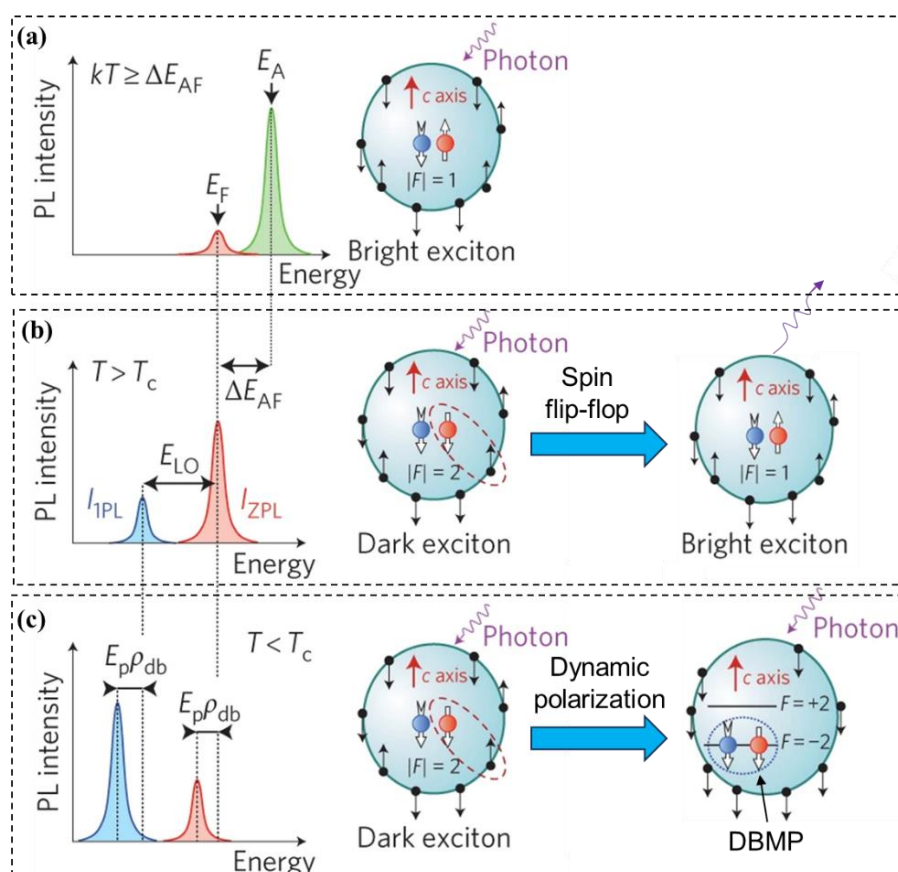 (a)
kT ≥ ΔE_AF
E_A
E_F
PL intensity
Energy
Photon
c axis
|F| = 1
Bright exciton
(b)
T > T_c
ΔE_AF
E_LO
I_1PL
I_ZPL
PL intensity
Energy
Photon
c axis
|F| = 2
Dark exciton
Spin
flip-flop
c axis
|F| = 1
Bright exciton
(c)
T < T_c
E_pρ_db
E_pρ_db
PL intensity
Energy
Photon
c axis
|F| = 2
Dark exciton
Dynamic
polarization
Photon
c axis
F = +2
F = −2
DBMP